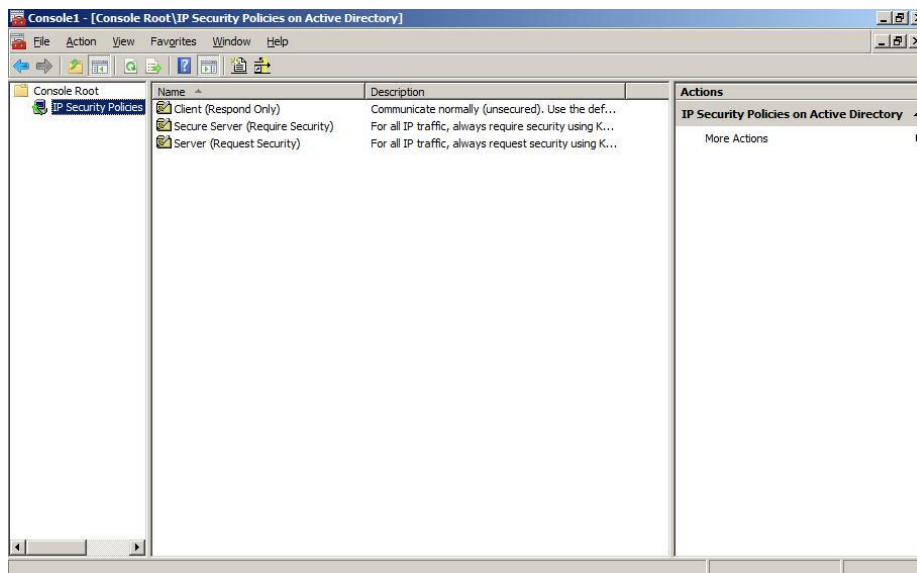 Console1 - [Console Root\IP Security Policies on Active Directory]
File Action View Favorites Window Help
Console Root
IP Security Policies
Name Description
Client (Respond Only) Communicate normally (unsecured). Use the def...
Secure Server (Require Security) For all IP traffic, always require security using K...
Server (Request Security) For all IP traffic, always request security using K...
Actions
IP Security Policies on Active Directory
More Actions